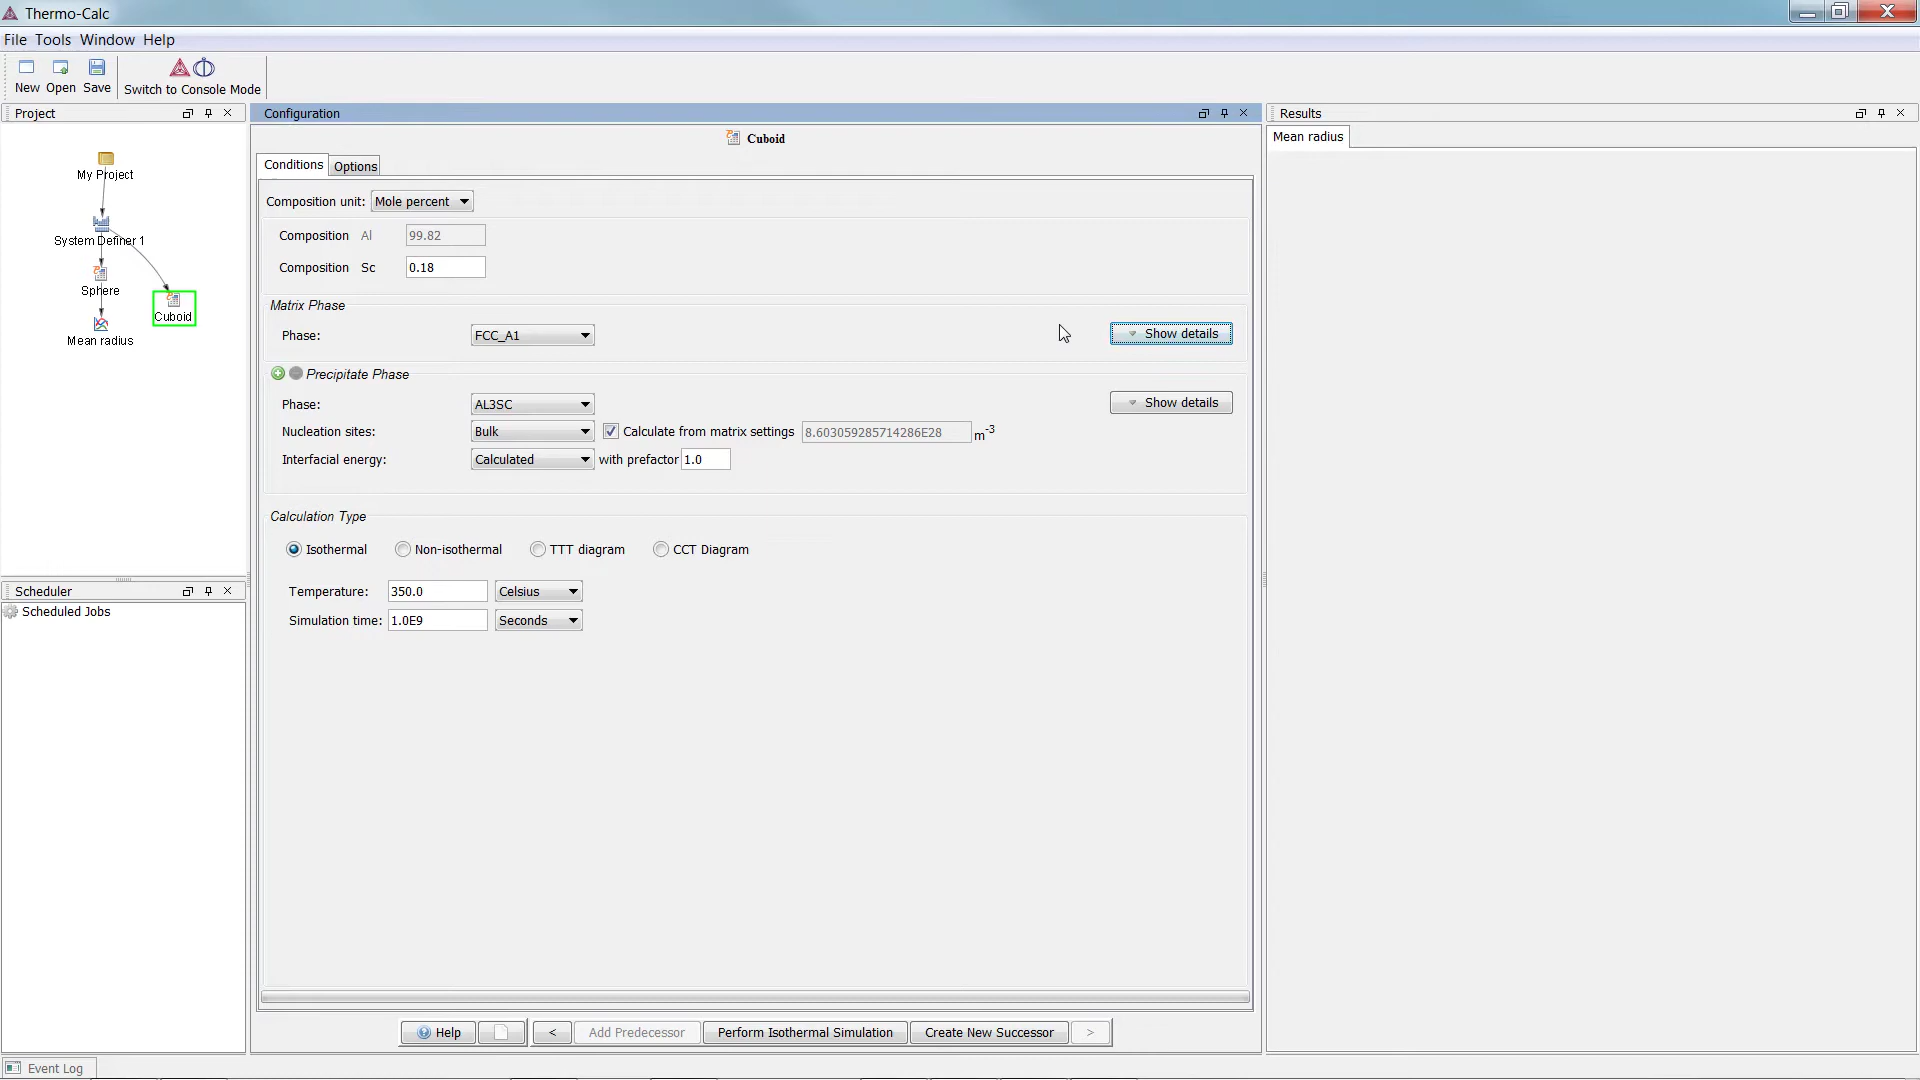 Thermo-Calc
File Tools Window Help
New Open Save Switch to Console Mode
Project
My Project
System Definer 1
Sphere
Cuboid
Mean radius
Scheduler
Scheduled Jobs
Configuration
Cuboid
Conditions Options
Composition unit: Mole percent
Composition Al 99.82
Composition Sc 0.18
Matrix Phase
Phase: FCC_A1 Show details
Precipitate Phase
Phase: AL3SC Show details
Nucleation sites: Bulk Calculate from matrix settings 8.603059285714286E28 m-3
Interfacial energy: Calculated with prefactor 1.0
Calculation Type
Isothermal Non-isothermal TTT diagram CCT Diagram
Temperature: 350.0 Celsius
Simulation time: 1.0E9 Seconds
Help < Add Predecessor Perform Isothermal Simulation Create New Successor >
Results
Mean radius
Event Log